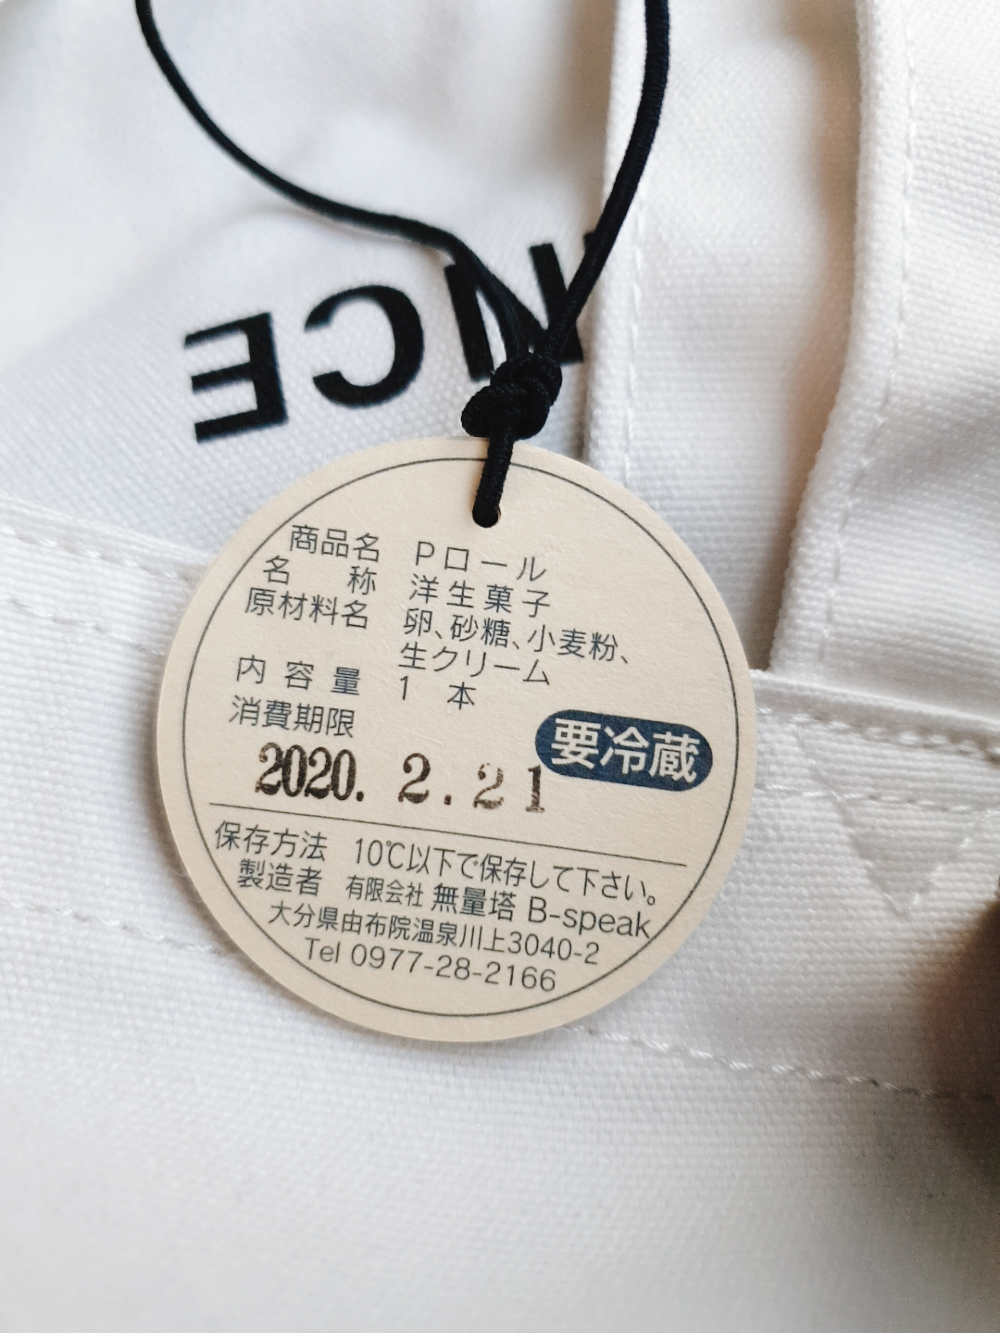 NICE
商品名 Pロール
名称 洋生菓子
原材料名 卵、砂糖、小麦粉、
生クリーム
内容量 1本
消費期限
要冷蔵
2020. 2. 21
保存方法 10℃以下で保存して下さい。
製造者 有限会社 無量塔 B-speak
大分県由布院温泉川上3040-2
Tel 0977-28-2166